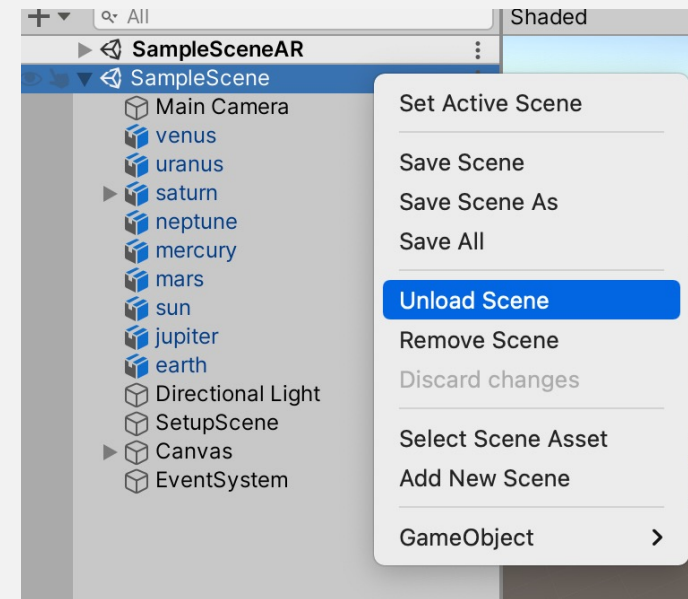 All
Shaded
SampleSceneAR
SampleScene
Main Camera
venus
uranus
saturn
neptune
mercury
mars
sun
jupiter
earth
Directional Light
SetupScene
Canvas
EventSystem
Set Active Scene
Save Scene
Save Scene As
Save All
Unload Scene
Remove Scene
Discard changes
Select Scene Asset
Add New Scene
GameObject